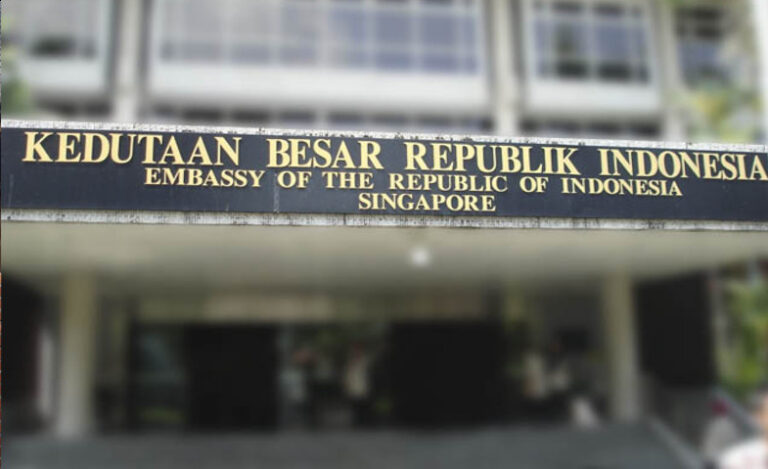 KEDUTAAN BESAR REPUBLIK INDONESIA
EMBASSY OF THE REPUBLIC OF INDONESIA
SINGAPORE